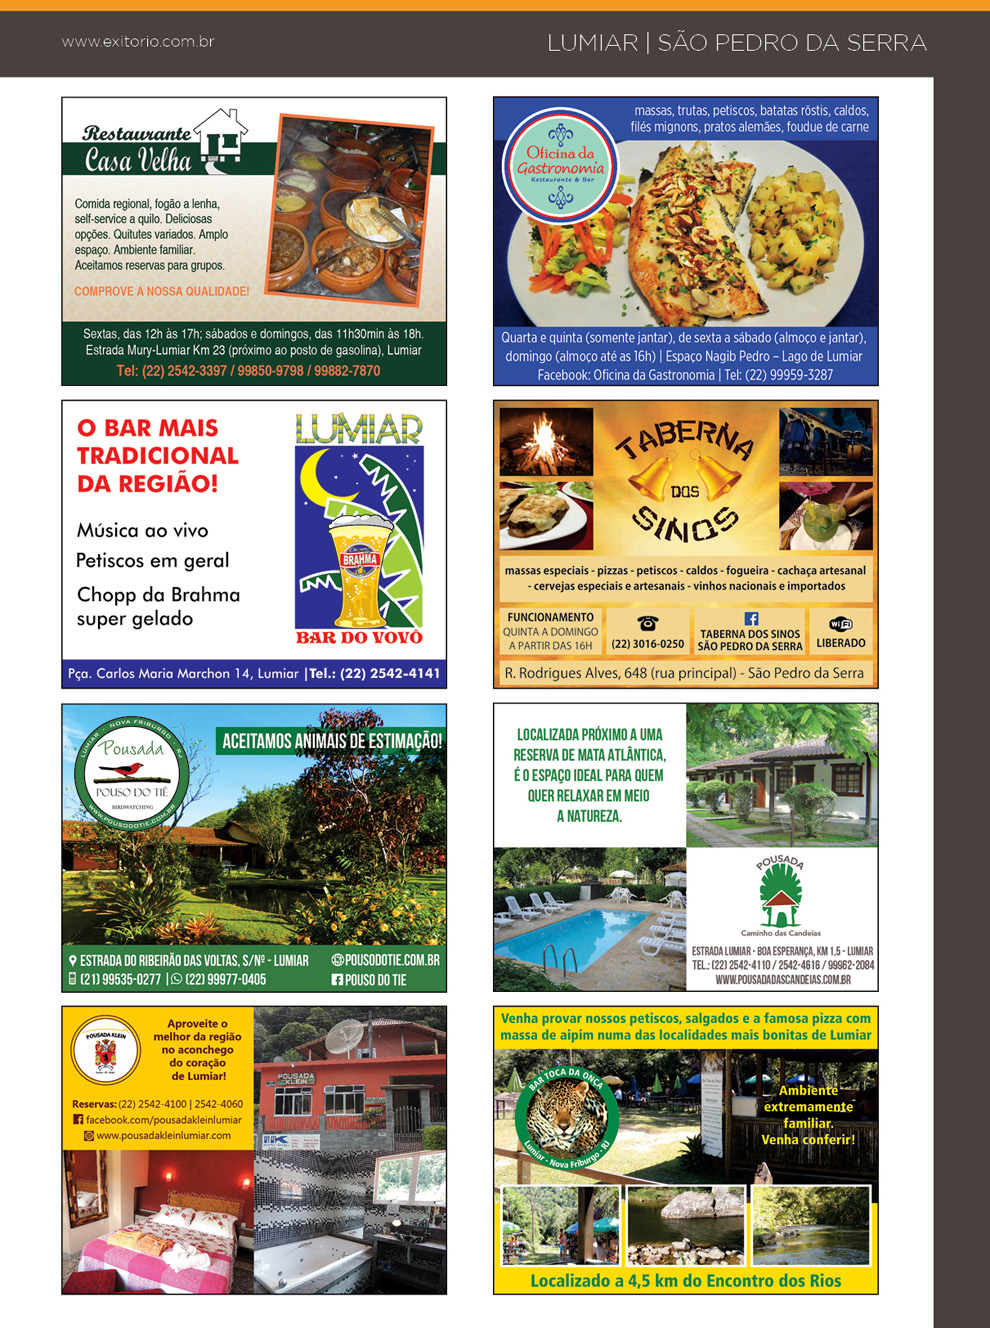 www.exitorio.com.br
LUMIAR | SÃO PEDRO DA SERRA
Restaurante
Casa Velha
Comida regional, fogão a lenha,
self-service a quilo. Deliciosas
opções. Quitutes variados. Amplo
espaço. Ambiente familiar.
Aceitamos reservas para grupos.
COMPROVE A NOSSA QUALIDADE!
Sextas, das 12h às 17h; sábados e domingos, das 11h30min às 18h.
Estrada Mury-Lumiar Km 23 (próximo ao posto de gasolina), Lumiar
Tel: (22) 2542-3397 / 99850-9798 / 99882-7870
massas, trutas, petiscos, batatas röstis, caldos,
filés mignons, pratos alemães, foudue de carne
Oficina da
Gastronomia
Restaurante & Bar
Quarta e quinta (somente jantar), de sexta a sábado (almoço e jantar),
domingo (almoço até as 16h) | Espaço Nagib Pedro – Lago de Lumiar
Facebook: Oficina da Gastronomia | Tel: (22) 99959-3287
O BAR MAIS
TRADICIONAL
DA REGIÃO!
Música ao vivo
Petiscos em geral
Chopp da Brahma
super gelado
LUMIAR
BRAHMA
BAR DO VOVÔ
Pça. Carlos Maria Marchon 14, Lumiar | Tel.: (22) 2542-4141
TABERNA
DOS
SINOS
massas especiais - pizzas - petiscos - caldos - fogueira - cachaça artesanal
- cervejas especiais e artesanais - vinhos nacionais e importados
FUNCIONAMENTO
QUINTA A DOMINGO
A PARTIR DAS 16H
(22) 3016-0250
TABERNA DOS SINOS
SÃO PEDRO DA SERRA
WiFi
LIBERADO
R. Rodrigues Alves, 648 (rua principal) - São Pedro da Serra
LUMIAR - NOVA FRIBURGO - RJ
Pousada
POUSO DO TIÊ
BIRDWATCHING
WWW.POUSODOTIE.COM.BR
ACEITAMOS ANIMAIS DE ESTIMAÇÃO!
ESTRADA DO RIBEIRÃO DAS VOLTAS, S/Nº - LUMIAR
POUSODOTIE.COM.BR
(21) 99535-0277 | (22) 99977-0405
POUSO DO TIE
LOCALIZADA PRÓXIMO A UMA
RESERVA DE MATA ATLÂNTICA,
É O ESPAÇO IDEAL PARA QUEM
QUER RELAXAR EM MEIO
A NATUREZA.
POUSADA
Caminho das Candeias
ESTRADA LUMIAR - BOA ESPERANÇA, KM 1,5 - LUMIAR
TEL.: (22) 2542-4110 / 2542-4616 / 99962-2084
WWW.POUSADADASCANDEIAS.COM.BR
POUSADA KLEIN
Aproveite o
melhor da região
no aconchego
do coração
de Lumiar!
Reservas: (22) 2542-4100 | 2542-4060
facebook.com/pousadakleinlumiar
www.pousadakleinlumiar.com
POUSADA
KLEIN
Venha provar nossos petiscos, salgados e a famosa pizza com
massa de aipim numa das localidades mais bonitas de Lumiar
BAR TOCA DA ONÇA
Lumiar - Nova Friburgo - RJ
Ambiente
extremamente
familiar.
Venha conferir!
Localizado a 4,5 km do Encontro dos Rios